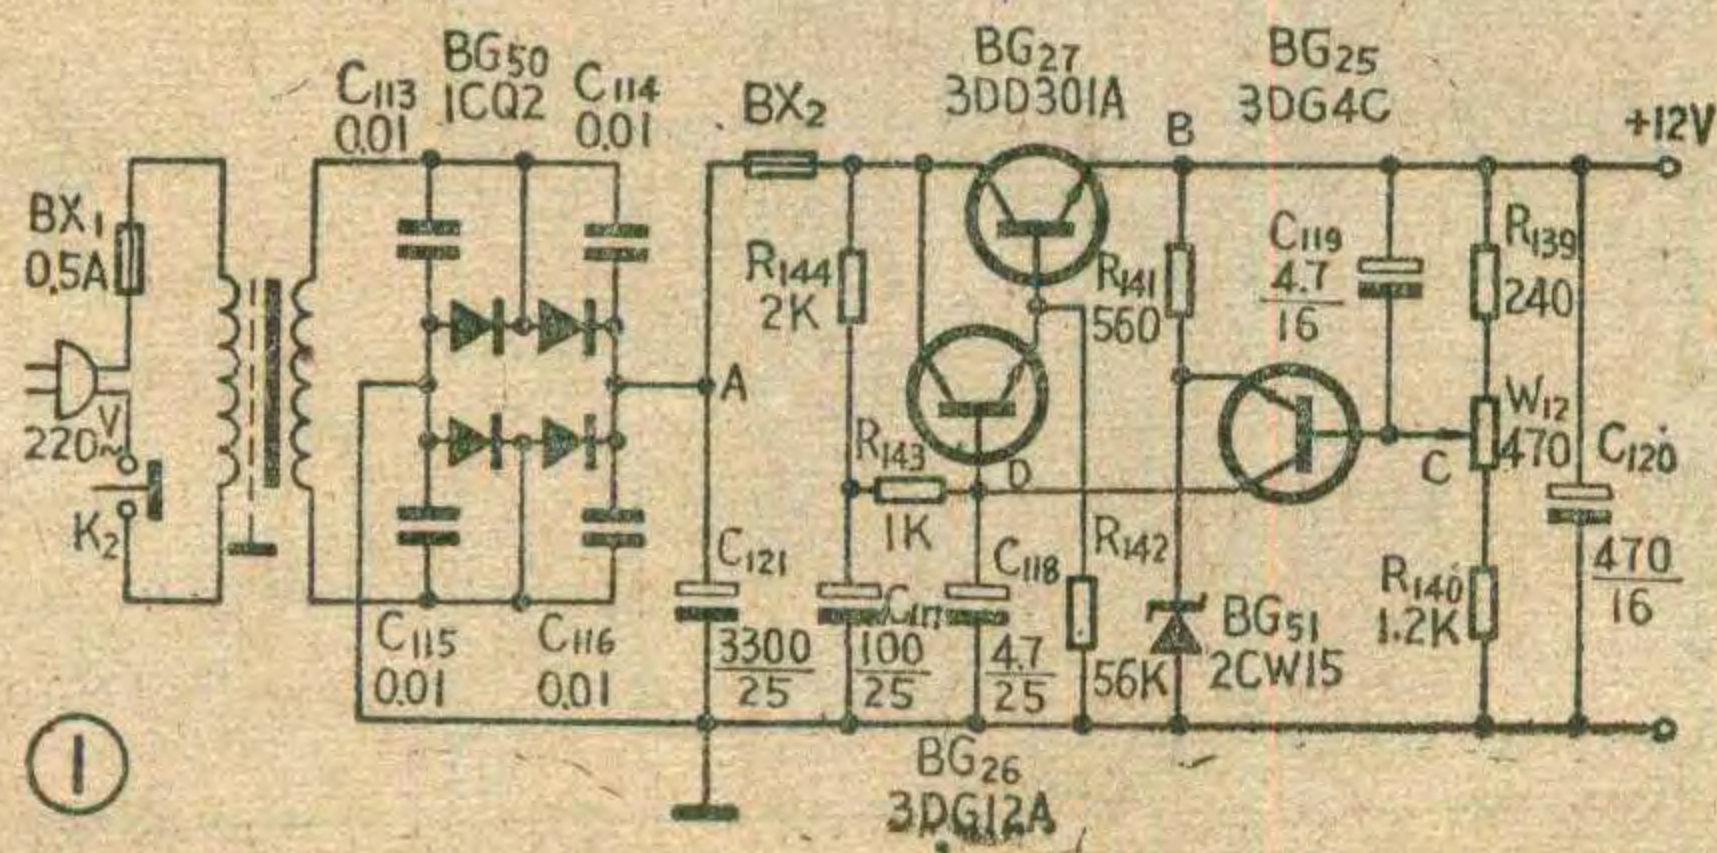 BX₁
0.5A
220V~
K₂
C₁₁₃
0.01
BG₅₀
1CQ2
C₁₁₄
0.01
C₁₁₅
0.01
C₁₁₆
0.01
BX₂
A
C₁₂₁
3300
25
R₁₄₄
2K
R₁₄₃
1K
C₁₁₇
100
25
BG₂₇
3DD301A
D
C₁₁₈
4.7
25
BG₂₆
3DG12A
R₁₄₂
56K
B
R₁₄₁
560
BG₂₅
3DG4C
C₁₁₉
4.7
16
BG₅₁
2CW15
C
R₁₃₉
240
W₁₂
470
R₁₄₀
1.2K
C₁₂₀
470
16
+12V
1